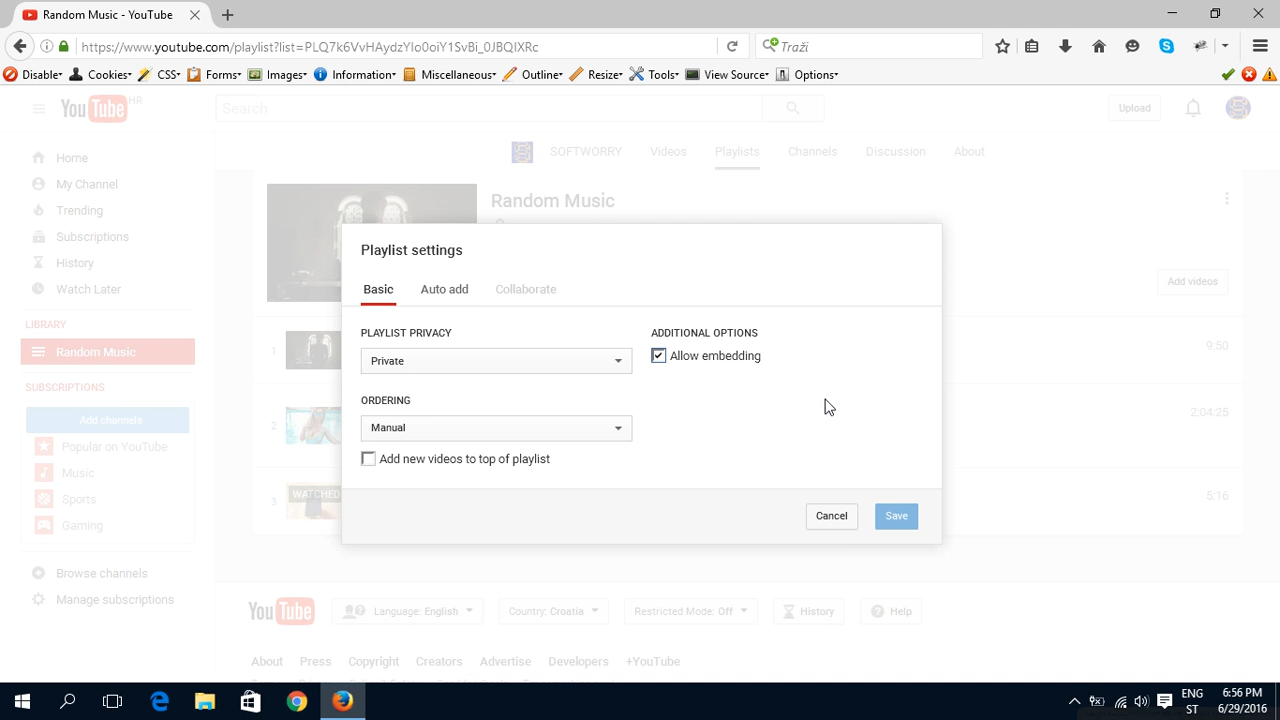 Random Music - YouTube
https://www.youtube.com/playlist?list=PLQ7k6VvHAydzYIo0oiY1SvBi_0JBQIXRc
Traži
Disable Cookies CSS Forms Images Information Miscellaneous Outline Resize Tools View Source Options
YouTube HR
Search
Upload
Home
My Channel
Trending
Subscriptions
History
Watch Later
LIBRARY
Random Music
SUBSCRIPTIONS
Add channels
Popular on YouTube
Music
Sports
Gaming
Browse channels
Manage subscriptions
SOFTWORRY Videos Playlists Channels Discussion About
Random Music
Add videos
1 9:50
2 2:04:25
3 WATCHED 5:16
Playlist settings
Basic Auto add Collaborate
PLAYLIST PRIVACY
Private
ORDERING
Manual
Add new videos to top of playlist
ADDITIONAL OPTIONS
Allow embedding
Cancel Save
YouTube Language: English Country: Croatia Restricted Mode: Off History Help
About Press Copyright Creators Advertise Developers +YouTube
ENG 6:56 PM
ST 6/29/2016